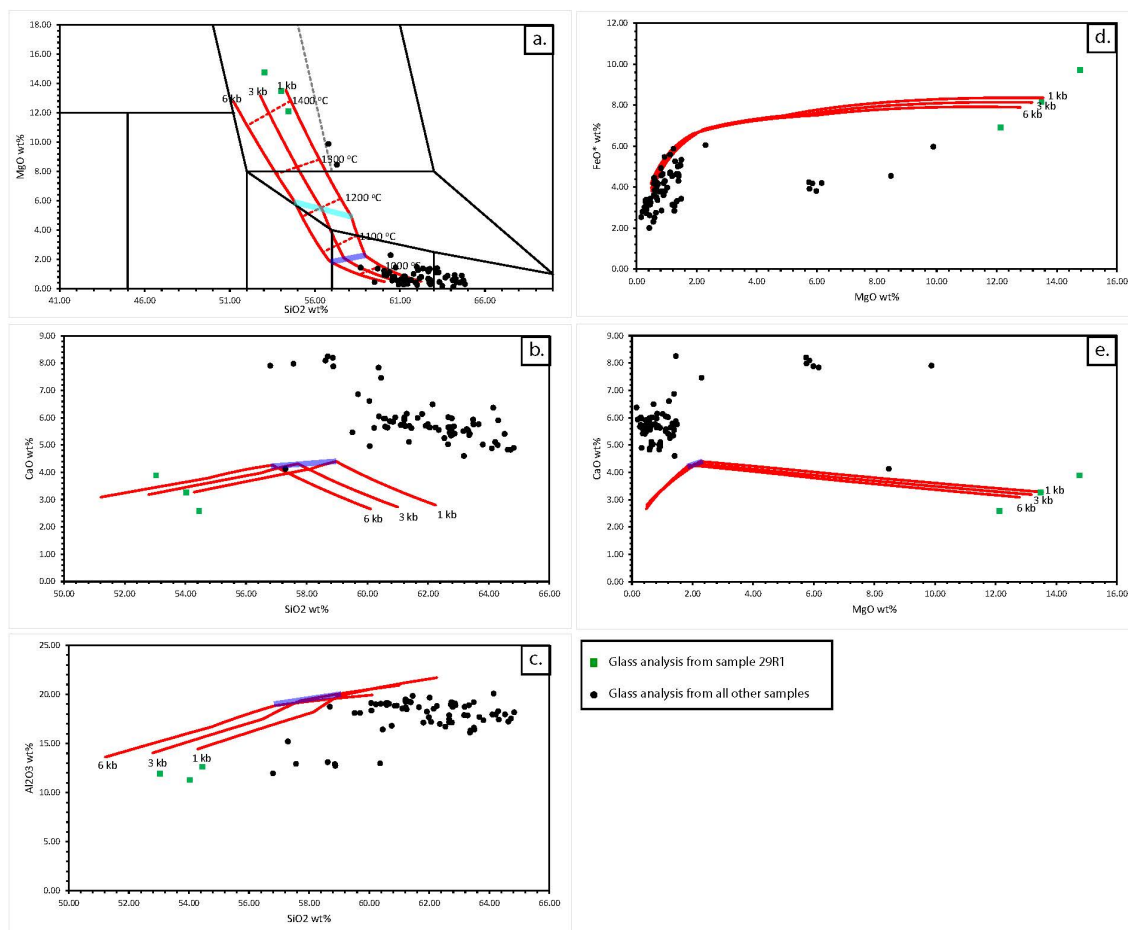 a.
18.00
16.00
14.00
12.00
10.00
8.00
6.00
4.00
2.00
0.00
MgO wt%
6 kb
3 kb
1 kb
1400 °C
1300 °C
1200 °C
1100 °C
1000 °C
41.00 46.00 51.00 56.00 61.00 66.00
SiO2 wt%
d.
12.00
10.00
8.00
6.00
4.00
2.00
0.00
FeO* wt%
1 kb
3 kb
6 kb
0.00 2.00 4.00 6.00 8.00 10.00 12.00 14.00 16.00
MgO wt%
b.
9.00
8.00
7.00
6.00
5.00
4.00
3.00
2.00
1.00
0.00
CaO wt%
6 kb
3 kb
1 kb
50.00 52.00 54.00 56.00 58.00 60.00 62.00 64.00 66.00
SiO2 wt%
e.
9.00
8.00
7.00
6.00
5.00
4.00
3.00
2.00
1.00
0.00
CaO wt%
1 kb
3 kb
6 kb
0.00 2.00 4.00 6.00 8.00 10.00 12.00 14.00 16.00
MgO wt%
c.
25.00
20.00
15.00
10.00
5.00
0.00
Al2O3 wt%
6 kb
3 kb
1 kb
50.00 52.00 54.00 56.00 58.00 60.00 62.00 64.00 66.00
SiO2 wt%
Glass analysis from sample 29R1
Glass analysis from all other samples